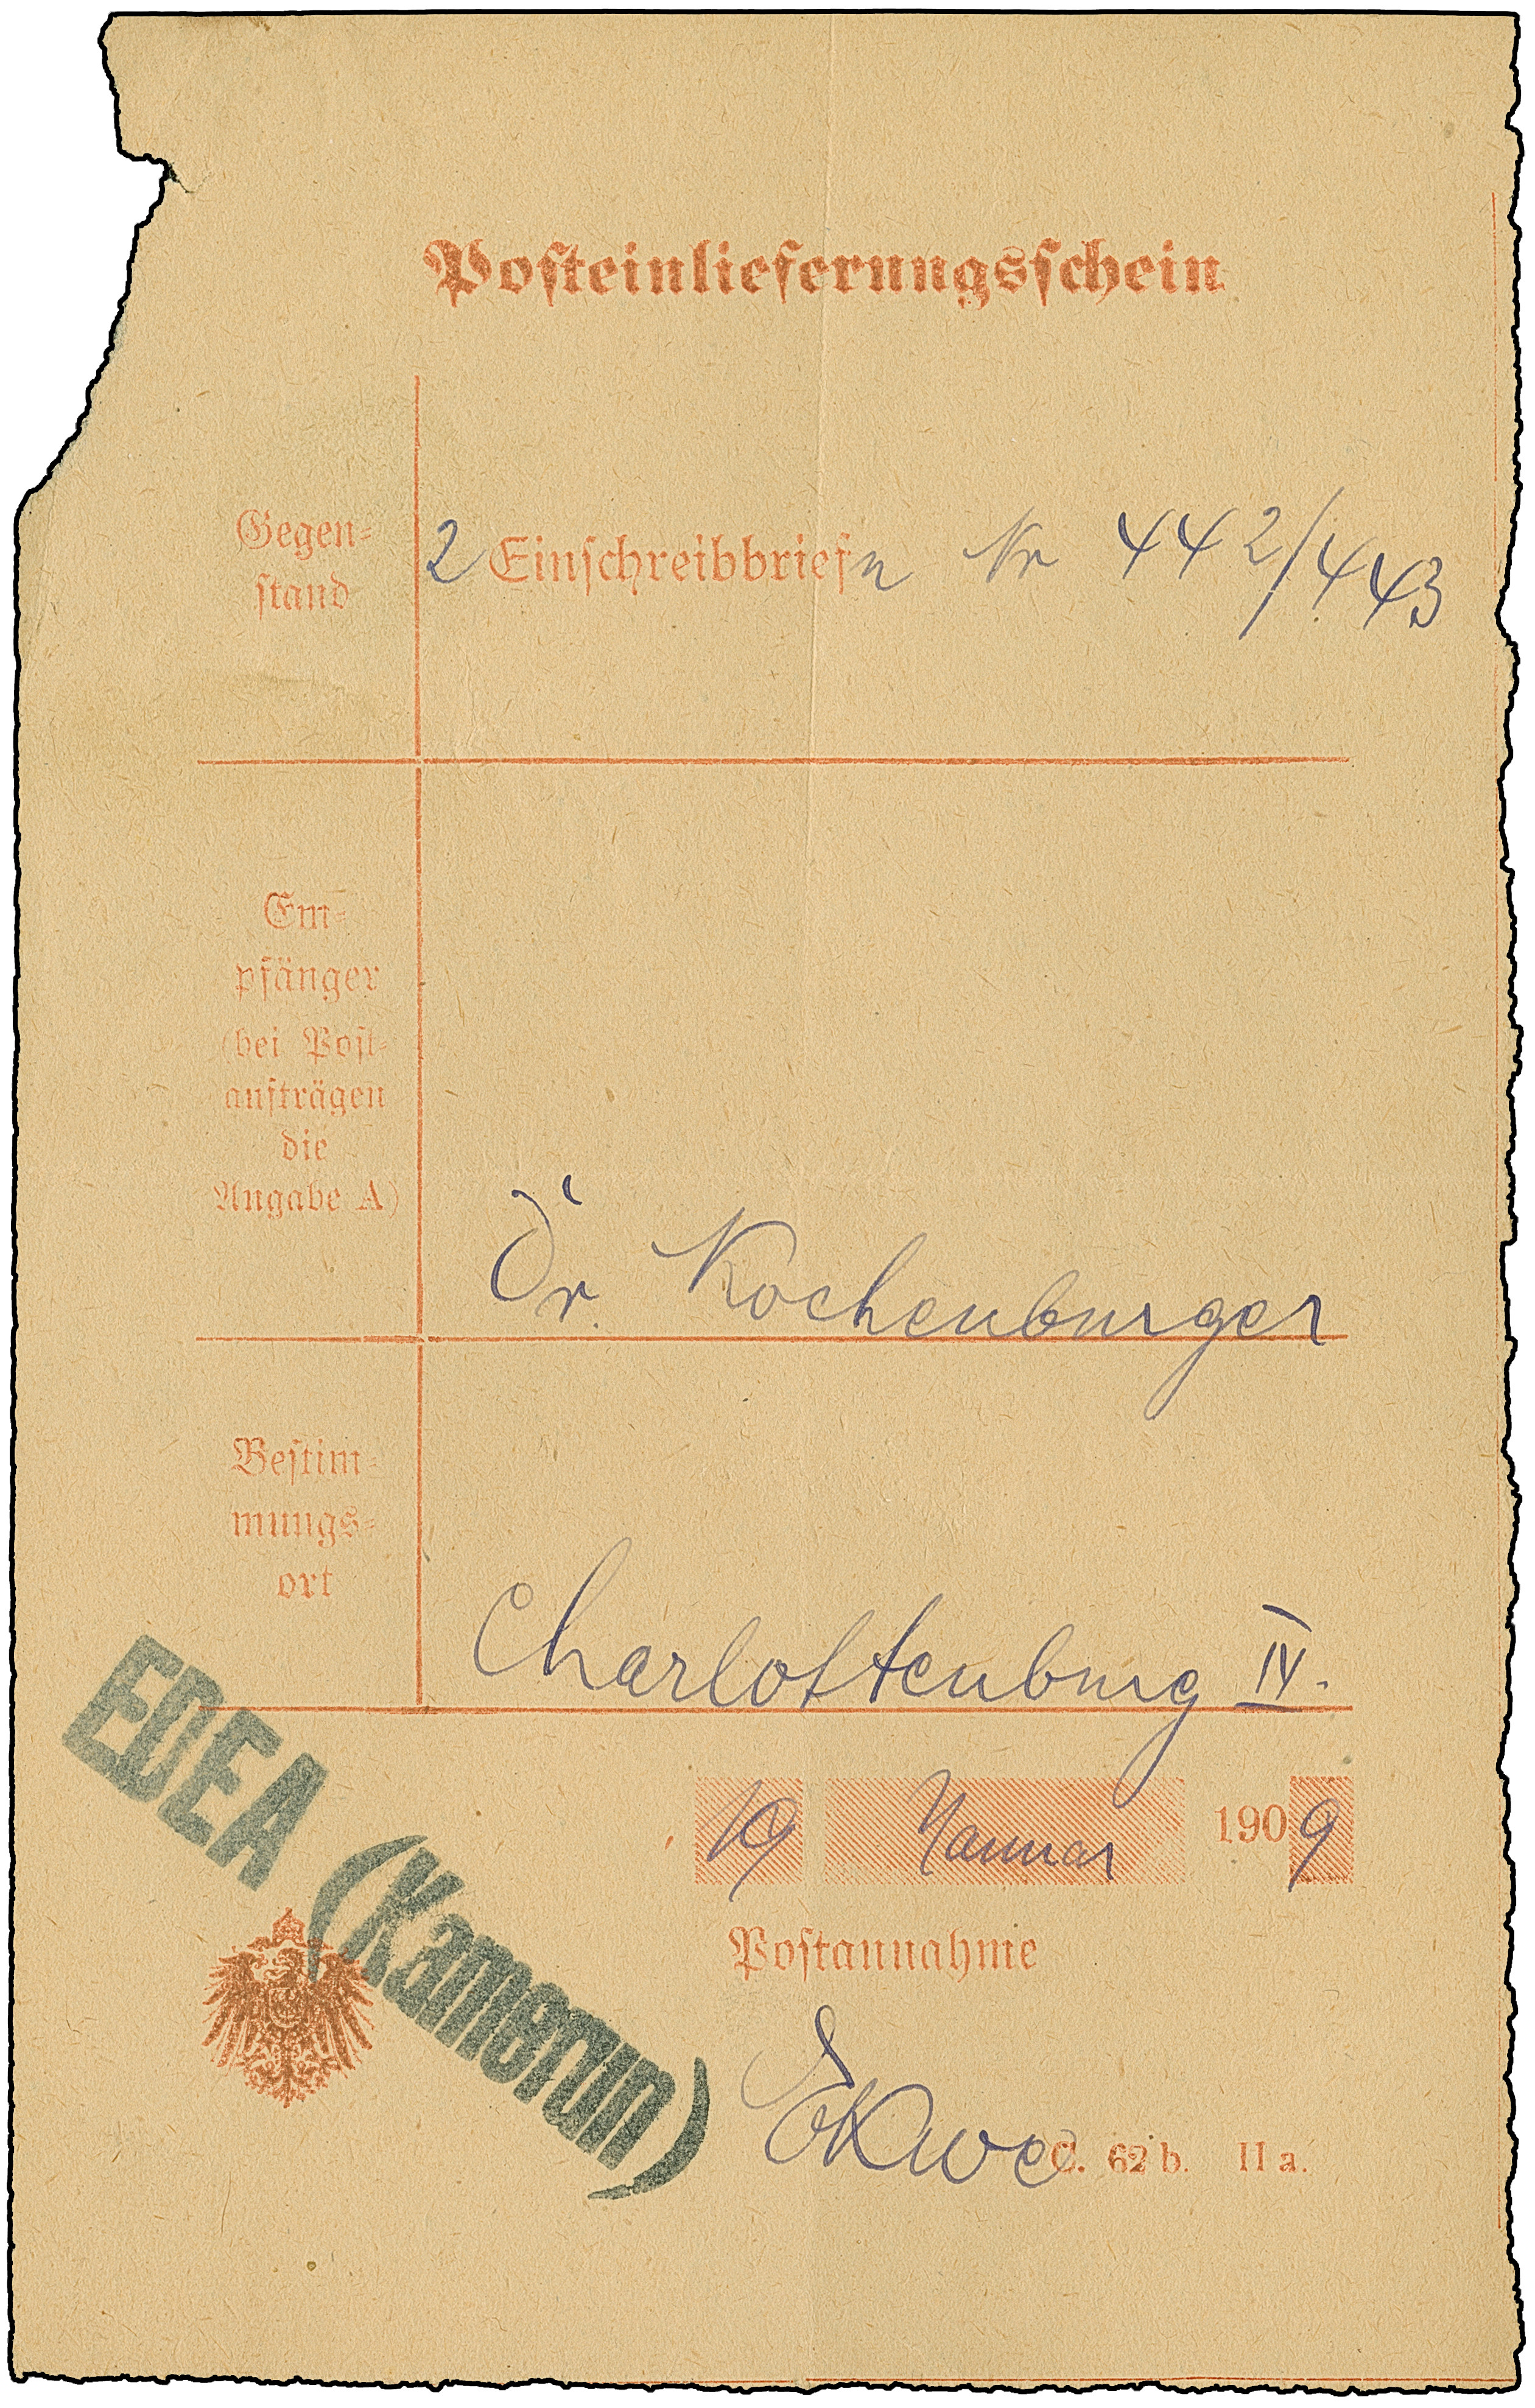 Posteinlieferungsschein
Gegen=
stand
2 Einschreibbriefn Nr 442/443
Em=
pfänger
(bei Post=
aufträgen
die
Angabe A)
Dr. Kochenburger
Bestim=
mungs=
ort
Charlottenburg IV.
EDEA (Kamerun)
19 Januar 1909
Postannahme
C. 62 b. II a.